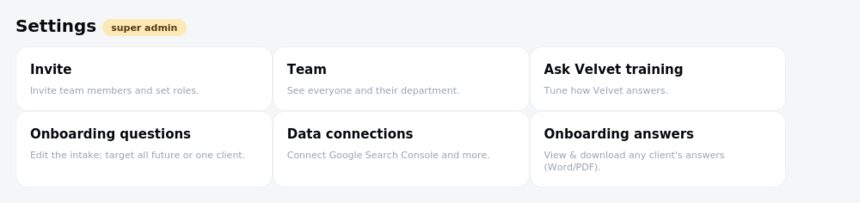 Settings super admin
Invite
Invite team members and set roles.
Team
See everyone and their department.
Ask Velvet training
Tune how Velvet answers.
Onboarding questions
Edit the intake; target all future or one client.
Data connections
Connect Google Search Console and more.
Onboarding answers
View & download any client's answers
(Word/PDF).